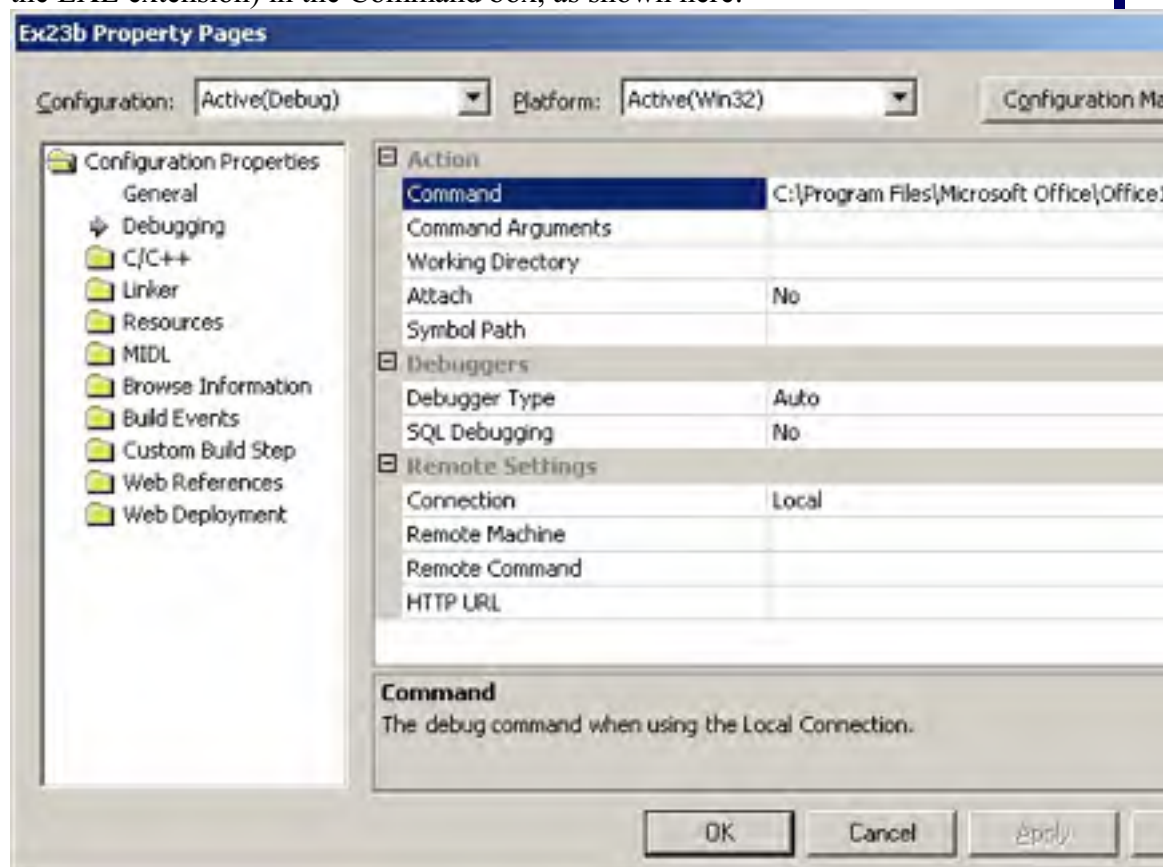 the EXE extension) in the Command box, as shown here:
Ex23b Property Pages
Configuration: Active(Debug) Platform: Active(Win32) Configuration Ma
Configuration Properties
General
Debugging
C/C++
Linker
Resources
MIDL
Browse Information
Build Events
Custom Build Step
Web References
Web Deployment
Action
Command C:\Program Files\Microsoft Office\Office1
Command Arguments
Working Directory
Attach No
Symbol Path
Debuggers
Debugger Type Auto
SQL Debugging No
Remote Settings
Connection Local
Remote Machine
Remote Command
HTTP URL
Command
The debug command when using the Local Connection.
OK Cancel Apply